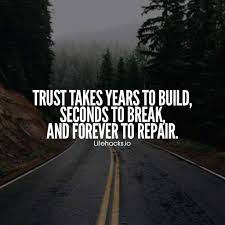 TRUST TAKES YEARS TO BUILD,
SECONDS TO BREAK,
AND FOREVER TO REPAIR.
Lifehacks.io